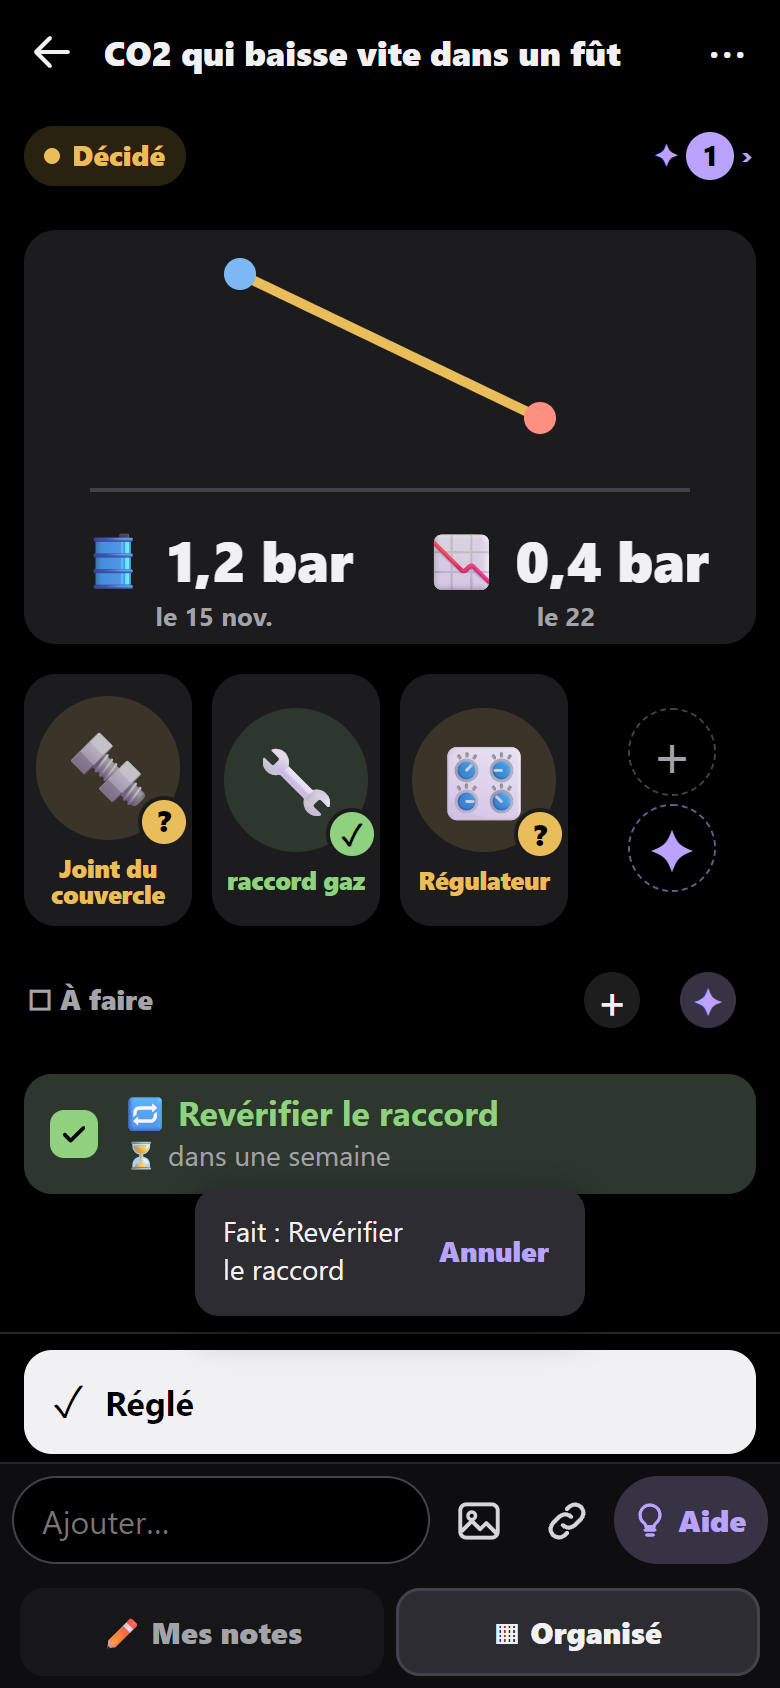 CO2 qui baisse vite dans un fût
Décidé
1
1,2 bar
0,4 bar
le 15 nov.
le 22
?
?
Joint du
couvercle
raccord gaz
Régulateur
À faire
Revérifier le raccord
dans une semaine
Fait : Revérifier
le raccord
Annuler
Réglé
Ajouter...
Aide
Mes notes
Organisé